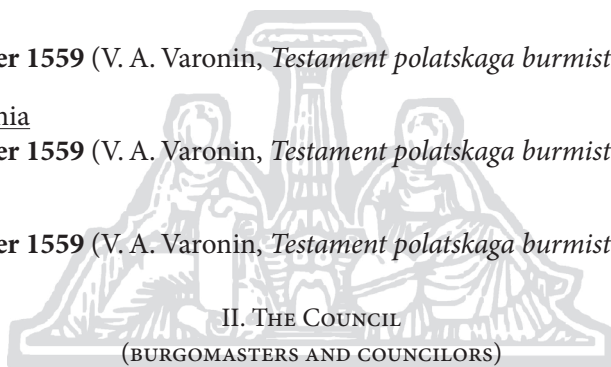 er 1559 (V. A. Varonin, Testament polatskaga burmist
nia
er 1559 (V. A. Varonin, Testament polatskaga burmist
er 1559 (V. A. Varonin, Testament polatskaga burmist
II. The Council
(burgomasters and councilors)